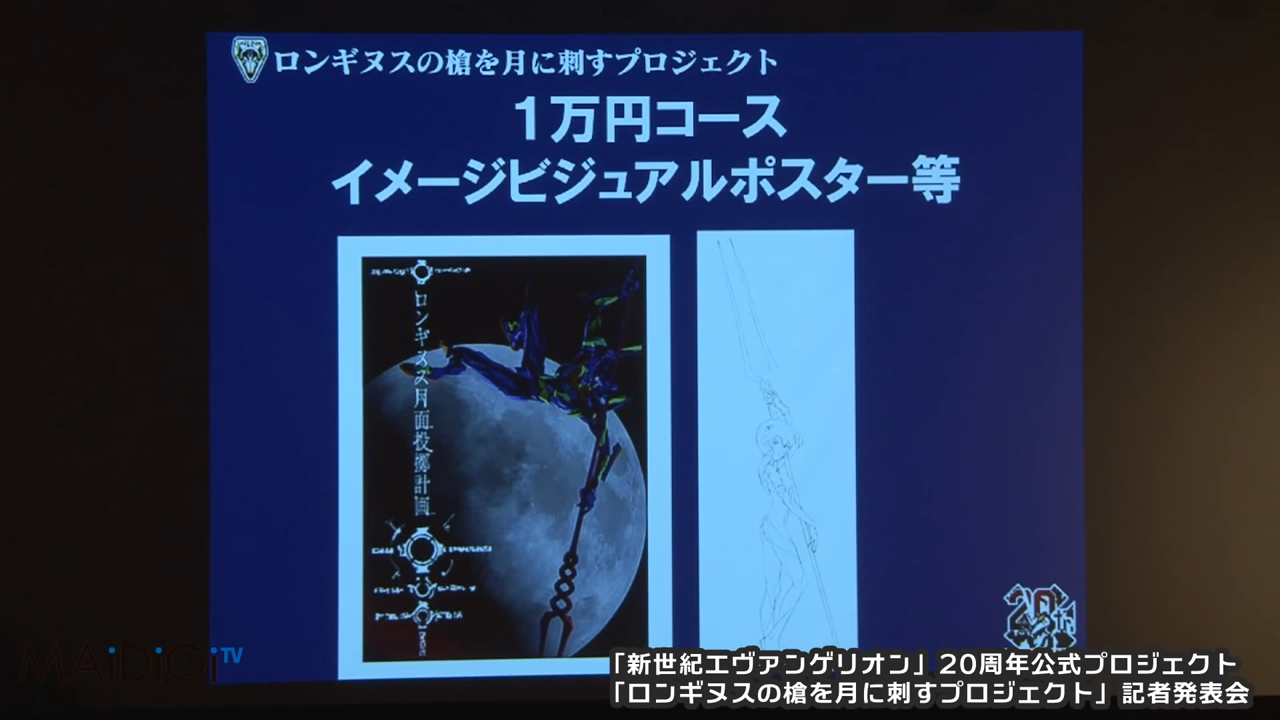 ロンギヌスの槍を月に刺すプロジェクト
1万円コース
イメージビジュアルポスター等
ロンギヌス月面投擲計画
20th
MAiDiGiTV
「新世紀エヴァンゲリオン」20周年公式プロジェクト
「ロンギヌスの槍を月に刺すプロジェクト」記者発表会